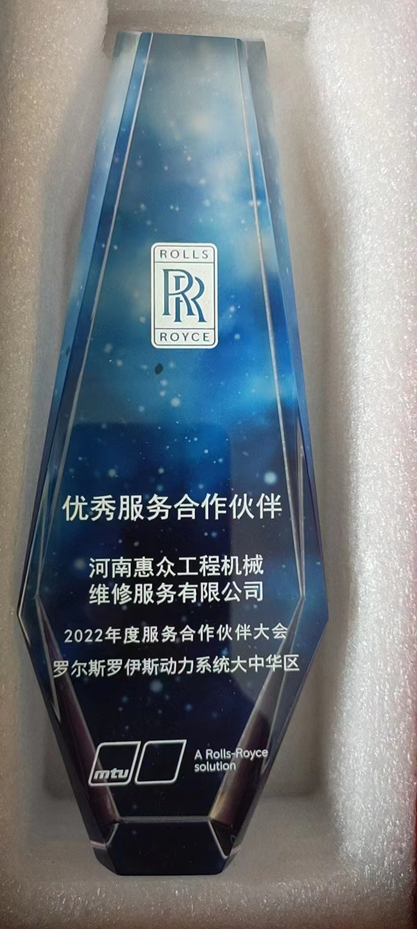 ROLLS
RR
ROYCE
优秀服务合作伙伴
河南惠众工程机械
维修服务有限公司
2022年度服务合作伙伴大会
罗尔斯罗伊斯动力系统大中华区
mtu
A Rolls-Royce
solution